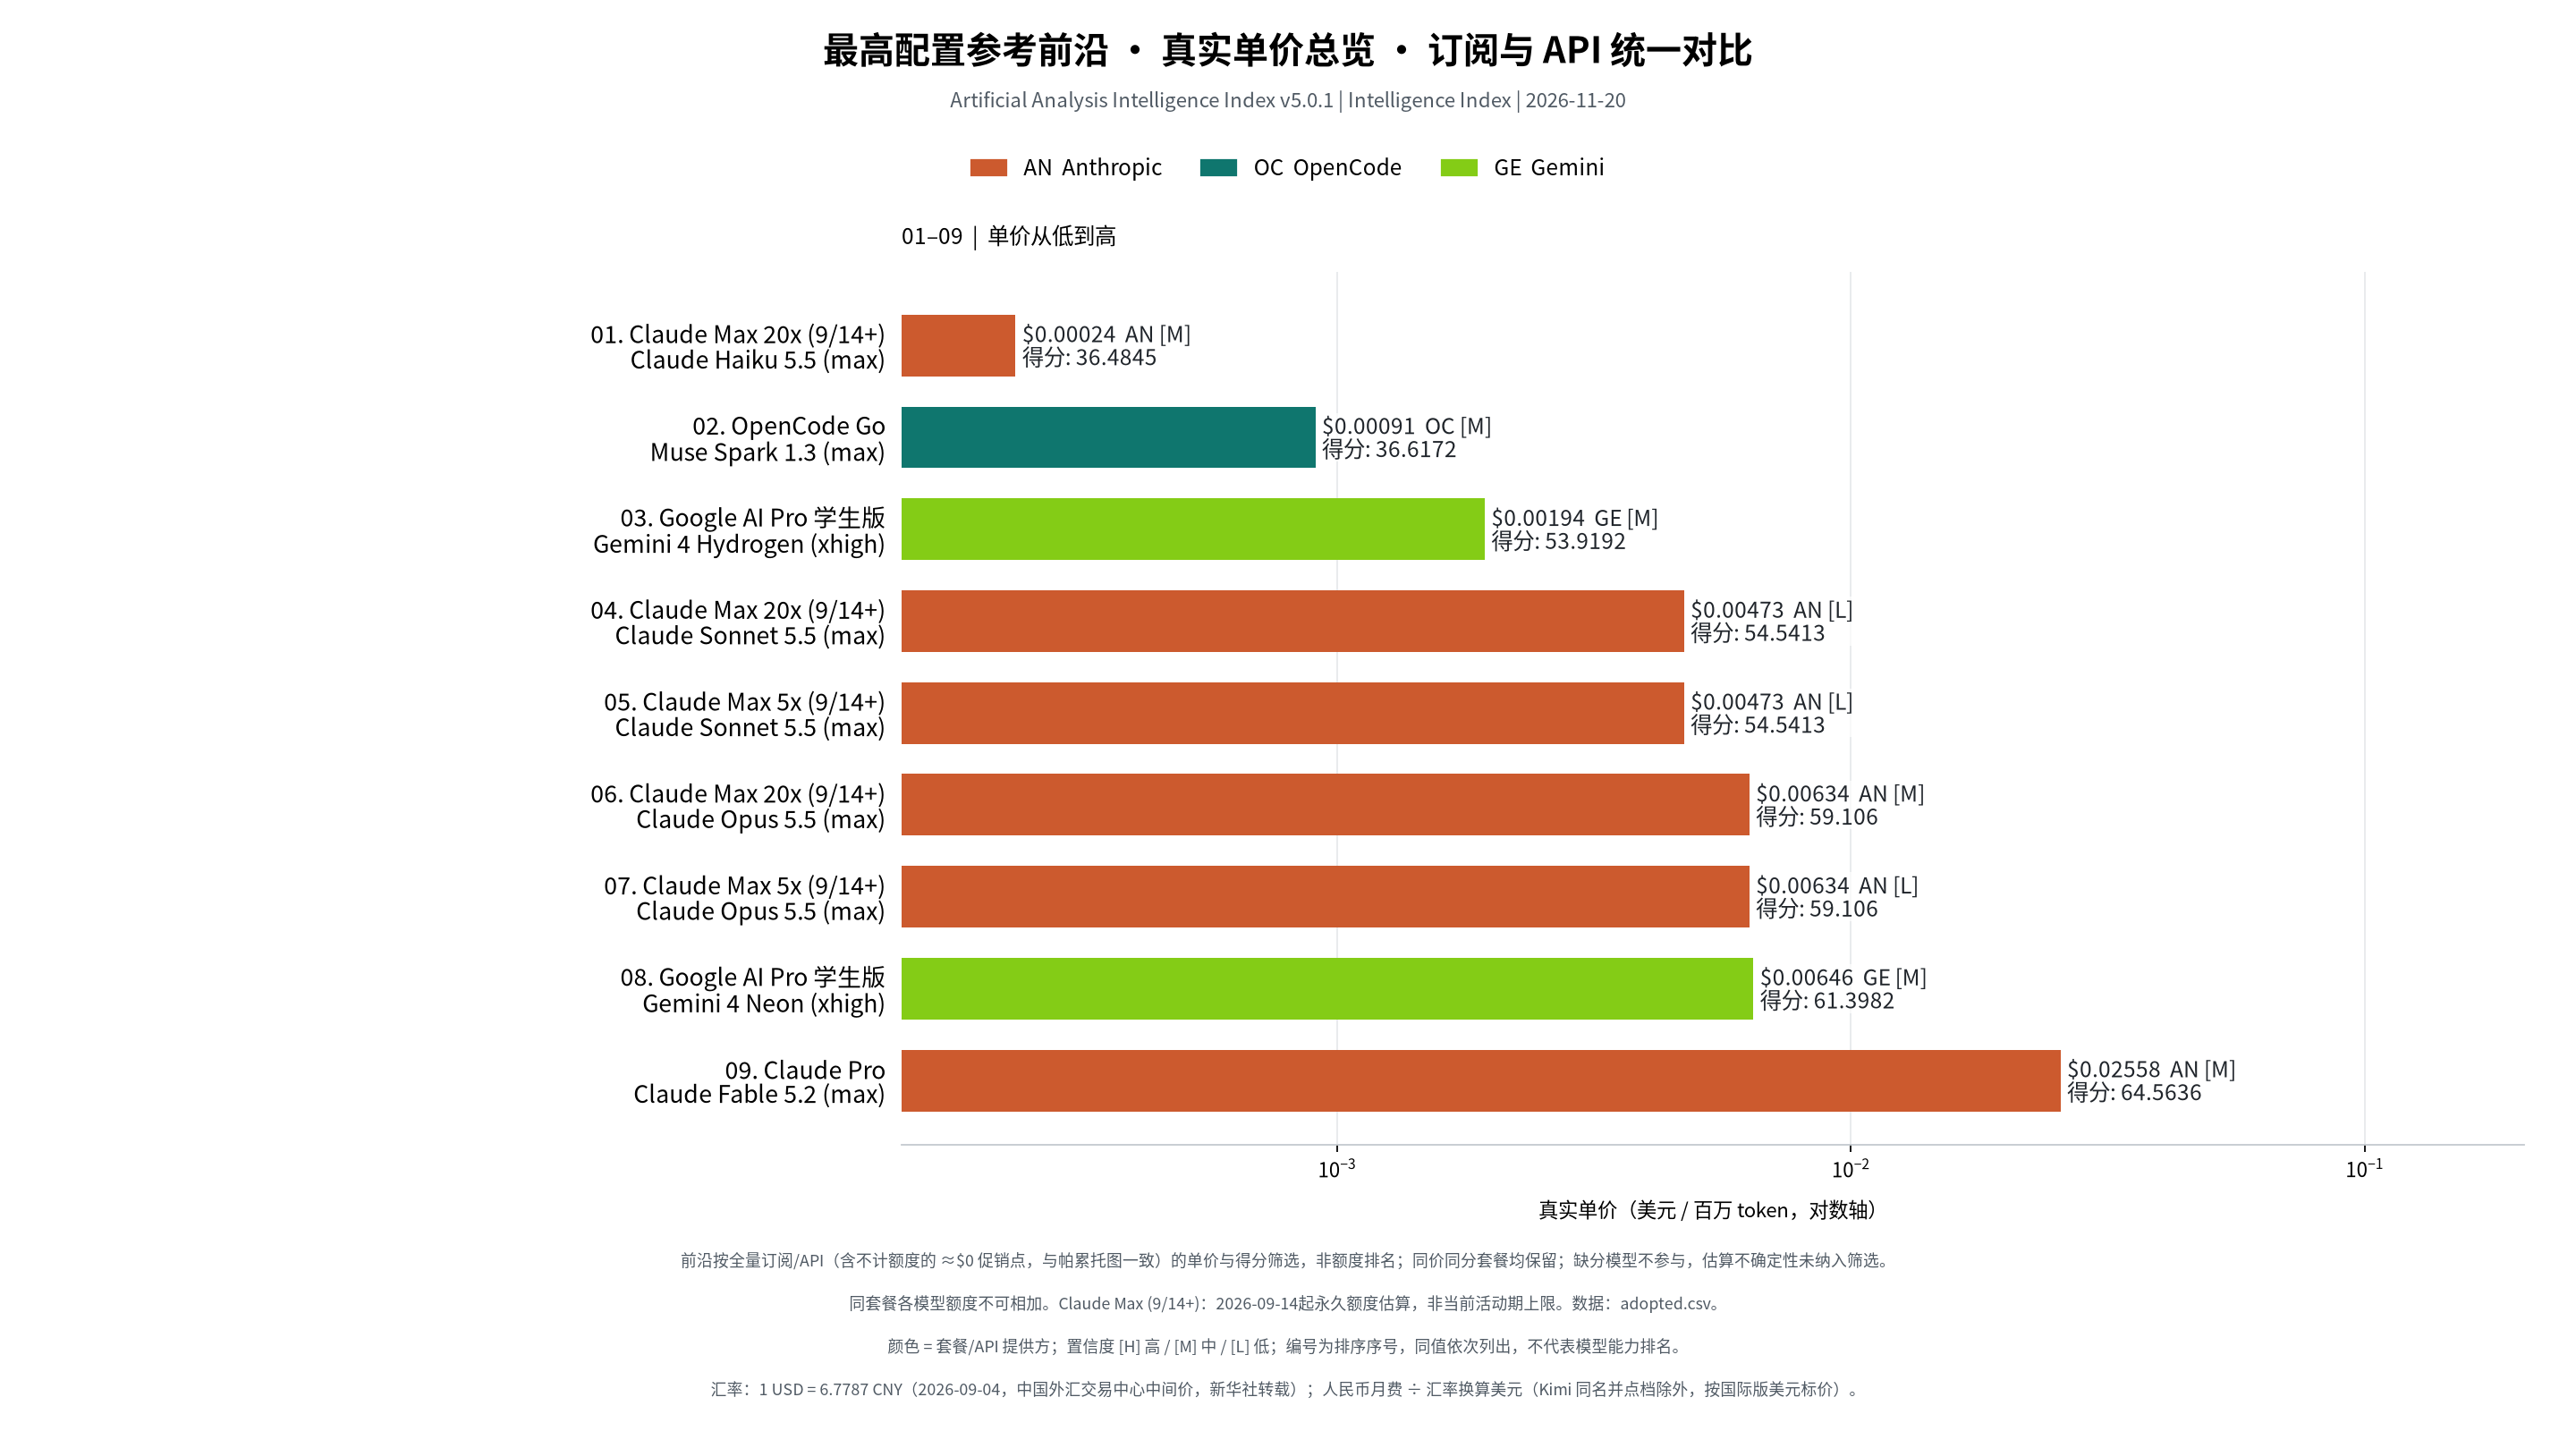 最高配置参考前沿 · 真实单价总览 · 订阅与 API 统一对比
Artificial Analysis Intelligence Index v5.0.1 | Intelligence Index | 2026-11-20
AN Anthropic
OC OpenCode
GE Gemini
01–09 | 单价从低到高
01. Claude Max 20x (9/14+)
Claude Haiku 5.5 (max)
$0.00024 AN [M]
得分: 36.4845
02. OpenCode Go
Muse Spark 1.3 (max)
$0.00091 OC [M]
得分: 36.6172
03. Google AI Pro 学生版
Gemini 4 Hydrogen (xhigh)
$0.00194 GE [M]
得分: 53.9192
04. Claude Max 20x (9/14+)
Claude Sonnet 5.5 (max)
$0.00473 AN [L]
得分: 54.5413
05. Claude Max 5x (9/14+)
Claude Sonnet 5.5 (max)
$0.00473 AN [L]
得分: 54.5413
06. Claude Max 20x (9/14+)
Claude Opus 5.5 (max)
$0.00634 AN [M]
得分: 59.106
07. Claude Max 5x (9/14+)
Claude Opus 5.5 (max)
$0.00634 AN [L]
得分: 59.106
08. Google AI Pro 学生版
Gemini 4 Neon (xhigh)
$0.00646 GE [M]
得分: 61.3982
09. Claude Pro
Claude Fable 5.2 (max)
$0.02558 AN [M]
得分: 64.5636
10⁻³
10⁻²
10⁻¹
真实单价（美元 / 百万 token，对数轴）
前沿按全量订阅/API（含不计额度的 ≈$0 促销点，与帕累托图一致）的单价与得分筛选，非额度排名；同价同分套餐均保留；缺分模型不参与，估算不确定性未纳入筛选。
同套餐各模型额度不可相加。Claude Max (9/14+)：2026-09-14起永久额度估算，非当前活动期上限。数据：adopted.csv。
颜色 = 套餐/API 提供方；置信度 [H] 高 / [M] 中 / [L] 低；编号为排序序号，同值依次列出，不代表模型能力排名。
汇率：1 USD = 6.7787 CNY（2026-09-04，中国外汇交易中心中间价，新华社转载）；人民币月费 ÷ 汇率换算美元（Kimi 同名并点档除外，按国际版美元标价）。